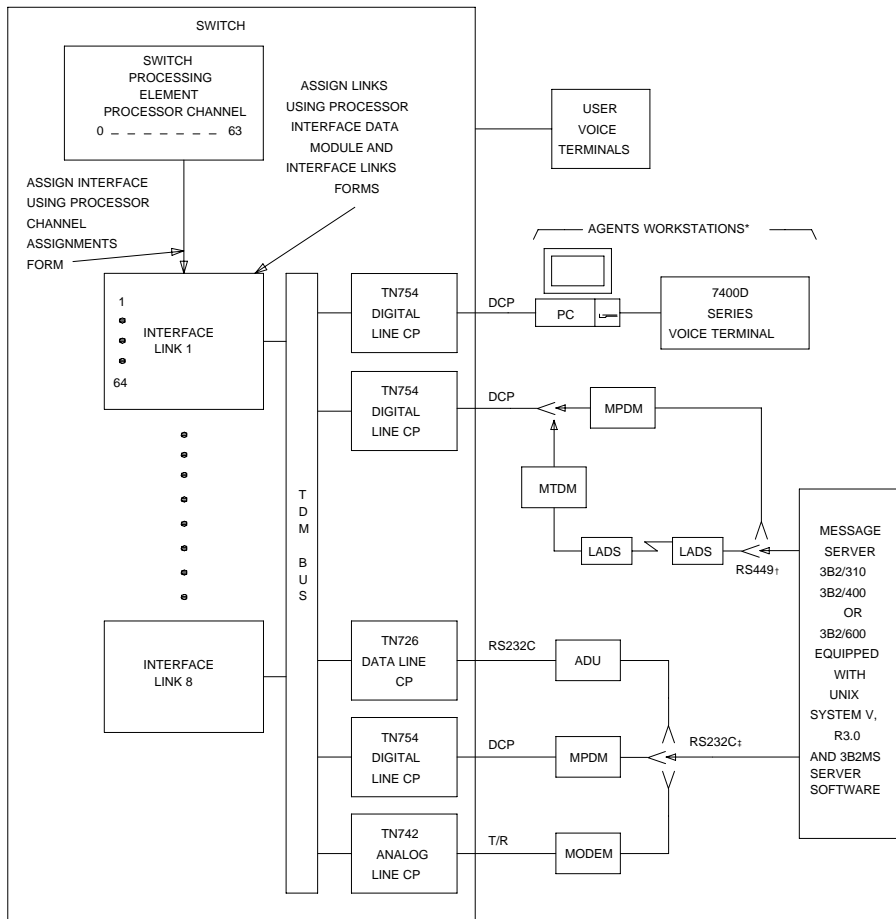 SWITCH
SWITCH
PROCESSING
ELEMENT
PROCESSOR CHANNEL
0 _ _ _ _ _ _ _ 63
ASSIGN LINKS
USING PROCESSOR
INTERFACE DATA
MODULE AND
INTERFACE LINKS
FORMS
USER
VOICE
TERMINALS
ASSIGN INTERFACE
USING PROCESSOR
CHANNEL
ASSIGNMENTS
FORM
AGENTS WORKSTATIONS*
1
64
INTERFACE
LINK 1
TN754
DIGITAL
LINE CP
DCP
PC
7400D
SERIES
VOICE TERMINAL
TN754
DIGITAL
LINE CP
DCP
MPDM
MTDM
LADS
LADS
RS449†
TDM BUS
MESSAGE
SERVER
3B2/310
3B2/400
OR
3B2/600
EQUIPPED
WITH
UNIX
SYSTEM V,
R3.0
AND 3B2MS
SERVER
SOFTWARE
INTERFACE
LINK 8
TN726
DATA LINE
CP
RS232C
ADU
TN754
DIGITAL
LINE CP
DCP
MPDM
RS232C‡
TN742
ANALOG
LINE CP
T/R
MODEM